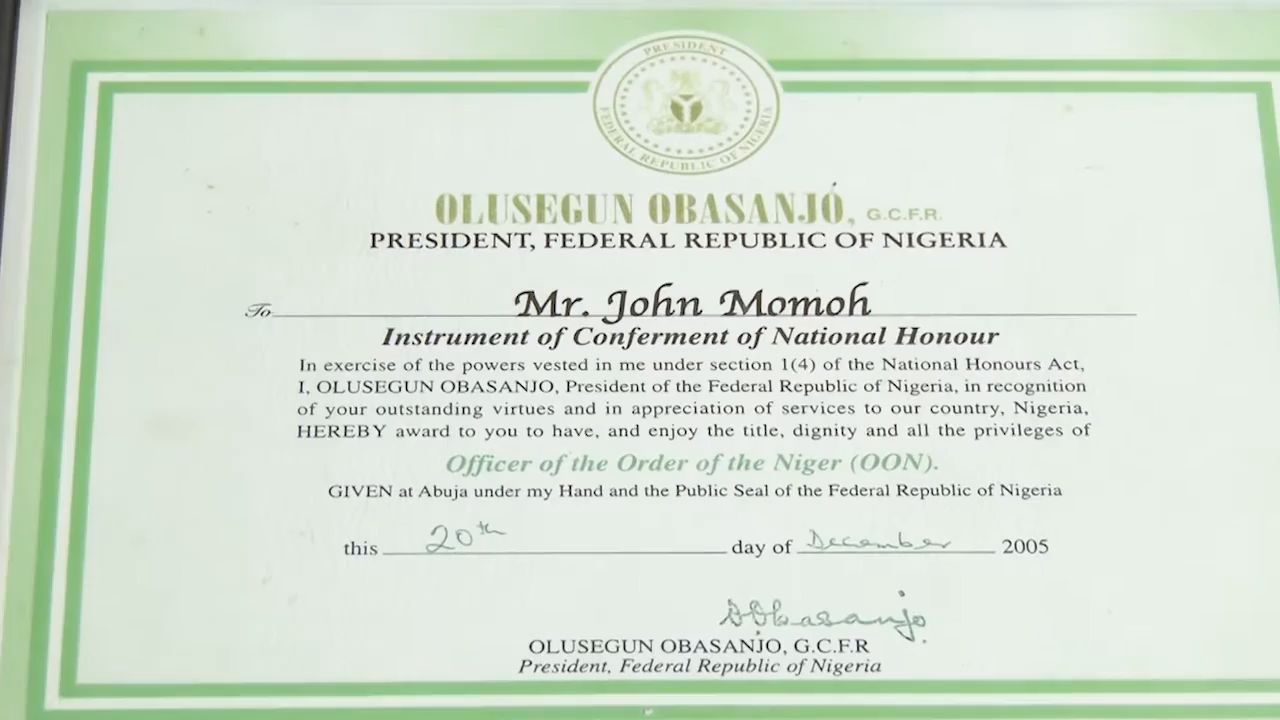 PRESIDENT
FEDERAL REPUBLIC OF NIGERIA
OLUSEGUN OBASANJÓ, G.C.F.R.
PRESIDENT, FEDERAL REPUBLIC OF NIGERIA
To Mr. John Momoh
Instrument of Conferment of National Honour
In exercise of the powers vested in me under section 1(4) of the National Honours Act,
I, OLUSEGUN OBASANJO, President of the Federal Republic of Nigeria, in recognition
of your outstanding virtues and in appreciation of services to our country, Nigeria,
HEREBY award to you to have, and enjoy the title, dignity and all the privileges of
Officer of the Order of the Niger (OON).
GIVEN at Abuja under my Hand and the Public Seal of the Federal Republic of Nigeria
this 20th day of December 2005
OObasanjo
OLUSEGUN OBASANJO, G.C.F.R
President, Federal Republic of Nigeria